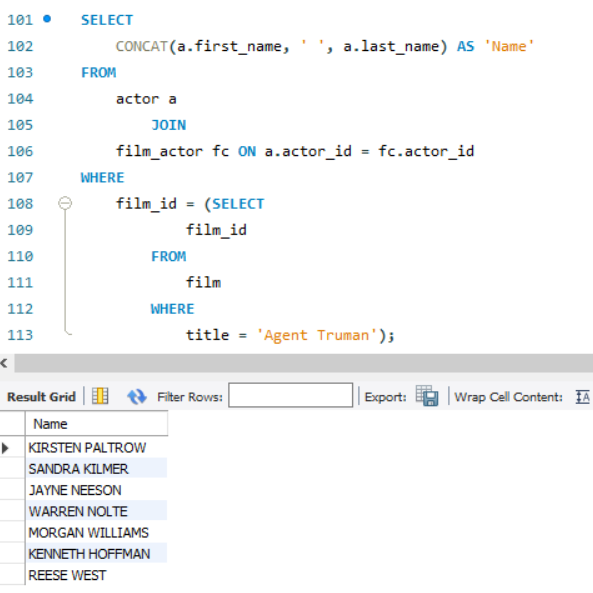 101 SELECT
102 CONCAT(a.first_name, ' ', a.last_name) AS 'Name'
103 FROM
104 actor a
105 JOIN
106 film_actor fc ON a.actor_id = fc.actor_id
107 WHERE
108 film_id = (SELECT
109 film_id
110 FROM
111 film
112 WHERE
113 title = 'Agent Truman');
Result Grid Filter Rows: Export: Wrap Cell Content: IA
Name
KIRSTEN PALTROW
SANDRA KILMER
JAYNE NEESON
WARREN NOLTE
MORGAN WILLIAMS
KENNETH HOFFMAN
REESE WEST